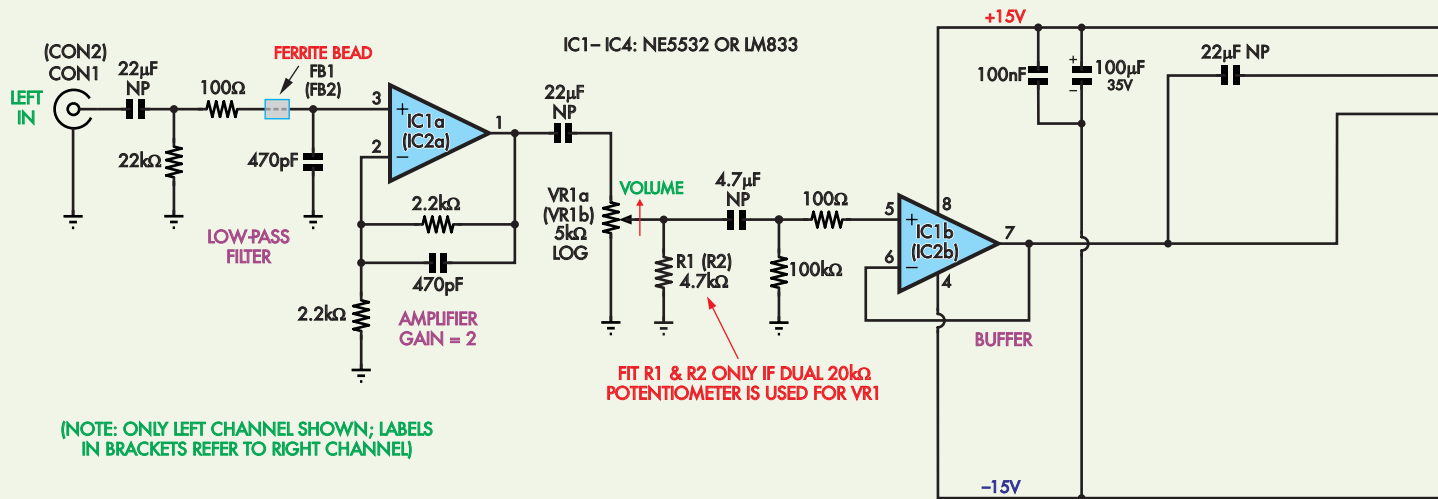 +15V
IC1– IC4: NE5532 OR LM833
(CON2)
CON1
LEFT
IN
22µF
NP
100Ω
FERRITE BEAD
FB1
(FB2)
22kΩ
470pF
LOW-PASS
FILTER
3
2
+
–
IC1a
(IC2a)
1
2.2kΩ
470pF
2.2kΩ
AMPLIFIER
GAIN = 2
22µF
NP
VR1a
(VR1b)
5kΩ
LOG
VOLUME
R1 (R2)
4.7kΩ
4.7µF
NP
100Ω
100kΩ
5
6
+
–
IC1b
(IC2b)
8
7
4
BUFFER
100nF
+
–
100µF
35V
22µF NP
FIT R1 & R2 ONLY IF DUAL 20kΩ
POTENTIOMETER IS USED FOR VR1
(NOTE: ONLY LEFT CHANNEL SHOWN; LABELS
IN BRACKETS REFER TO RIGHT CHANNEL)
–15V